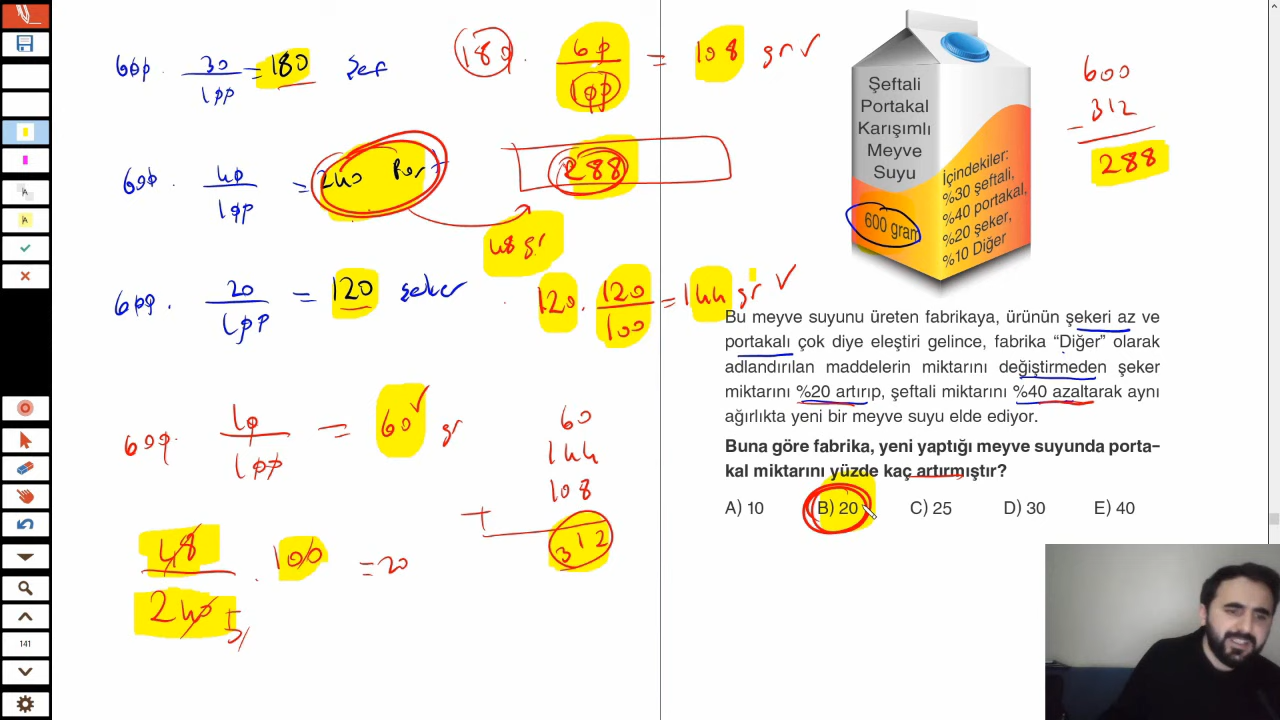 600 . 30/100 = 180 şef
180 . 60/100 = 108 gr ✓
600 . 40/100 = 240 Port
288
48 gr
600 . 20/100 = 120 şeker
120 . 120/100 = 144 gr ✓
600 . 10/100 = 60 ✓ gr
60
144
108
+
312
48/240 . 100 = 20
5
Şeftali
Portakal
Karışımlı
Meyve
Suyu
600 gram
İçindekiler:
%30 şeftali,
%40 portakal,
%20 şeker,
%10 Diğer
600
312
-
288
Bu meyve suyunu üreten fabrikaya, ürünün şekeri az ve
portakalı çok diye eleştiri gelince, fabrika “Diğer” olarak
adlandırılan maddelerin miktarını değiştirmeden şeker
miktarını %20 artırıp, şeftali miktarını %40 azaltarak aynı
ağırlıkta yeni bir meyve suyu elde ediyor.
Buna göre fabrika, yeni yaptığı meyve suyunda porta-
kal miktarını yüzde kaç artırmıştır?
A) 10 B) 20 C) 25 D) 30 E) 40
141